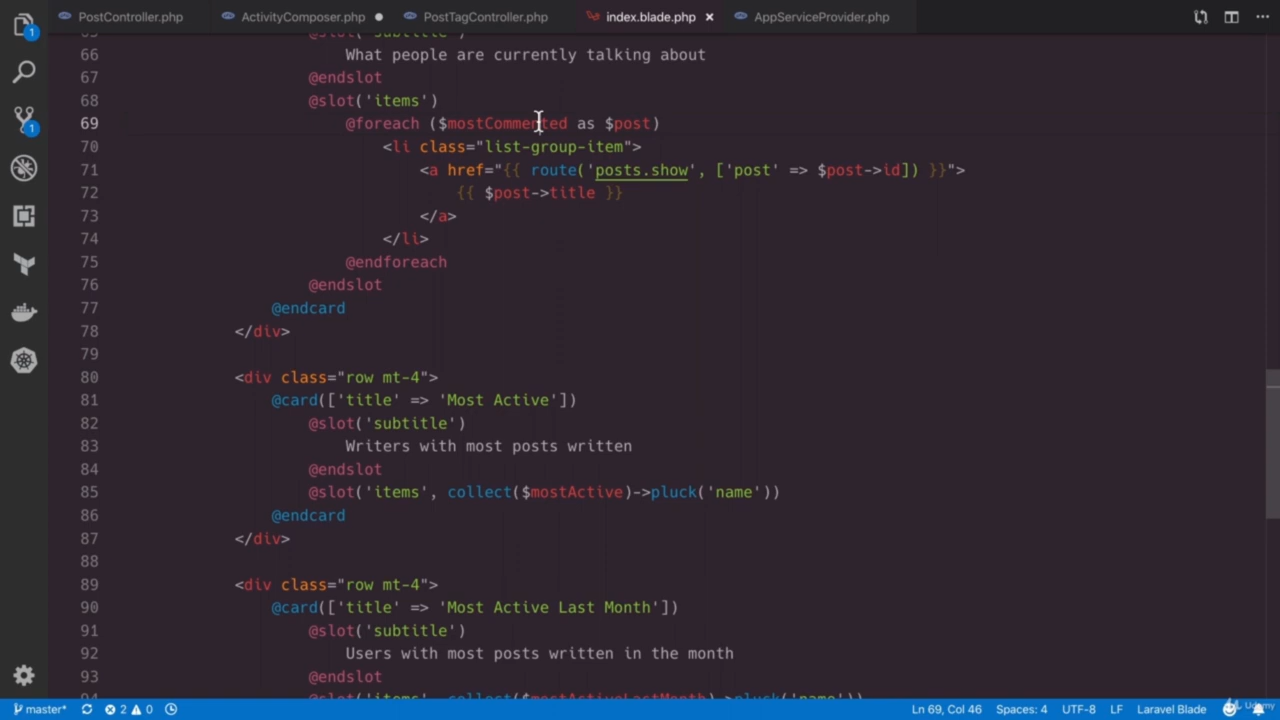 PostController.php ActivityComposer.php PostTagController.php index.blade.php AppServiceProvider.php
65 @slot('subtitle')
66 What people are currently talking about
67 @endslot
68 @slot('items')
69 @foreach ($mostCommented as $post)
70 <li class="list-group-item">
71 <a href="{{ route('posts.show', ['post' => $post->id]) }}">
72 {{ $post->title }}
73 </a>
74 </li>
75 @endforeach
76 @endslot
77 @endcard
78 </div>
79
80 <div class="row mt-4">
81 @card(['title' => 'Most Active'])
82 @slot('subtitle')
83 Writers with most posts written
84 @endslot
85 @slot('items', collect($mostActive)->pluck('name'))
86 @endcard
87 </div>
88
89 <div class="row mt-4">
90 @card(['title' => 'Most Active Last Month'])
91 @slot('subtitle')
92 Users with most posts written in the month
93 @endslot
94 @slot('items', collect($mostActiveLastMonth)->pluck('name'))
1
1
master* 2 0 Ln 69, Col 46 Spaces: 4 UTF-8 LF Laravel Blade Udemy